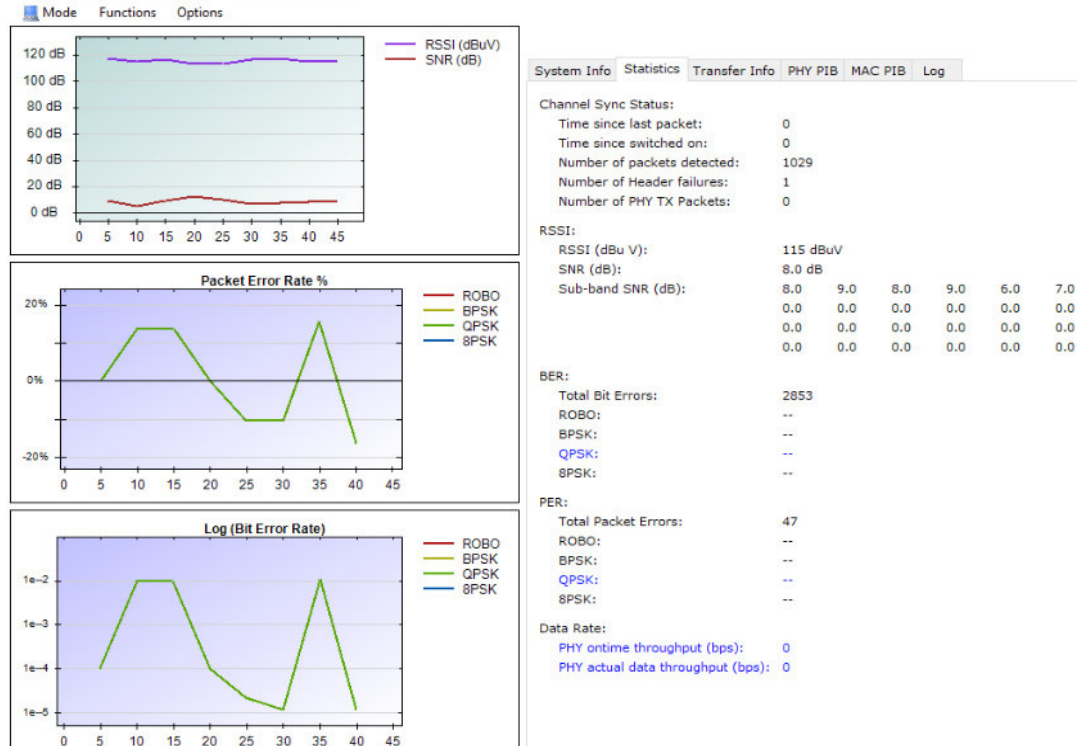 Mode Functions Options
120 dB
100 dB
80 dB
60 dB
40 dB
20 dB
0 dB
0 5 10 15 20 25 30 35 40 45
RSSI (dBuV)
SNR (dB)
Packet Error Rate %
20%
0%
-20%
0 5 10 15 20 25 30 35 40 45
ROBO
BPSK
QPSK
8PSK
Log (Bit Error Rate)
1e-2
1e-3
1e-4
1e-5
0 5 10 15 20 25 30 35 40 45
ROBO
BPSK
QPSK
8PSK
System Info Statistics Transfer Info PHY PIB MAC PIB Log
Channel Sync Status:
Time since last packet: 0
Time since switched on: 0
Number of packets detected: 1029
Number of Header failures: 1
Number of PHY TX Packets: 0
RSSI:
RSSI (dBu V): 115 dBuV
SNR (dB): 8.0 dB
Sub-band SNR (dB): 8.0 9.0 8.0 9.0 6.0 7.0
0.0 0.0 0.0 0.0 0.0 0.0
0.0 0.0 0.0 0.0 0.0 0.0
0.0 0.0 0.0 0.0 0.0 0.0
BER:
Total Bit Errors: 2853
ROBO: --
BPSK: --
QPSK: --
8PSK: --
PER:
Total Packet Errors: 47
ROBO: --
BPSK: --
QPSK: --
8PSK: --
Data Rate:
PHY ontime throughput (bps): 0
PHY actual data throughput (bps): 0